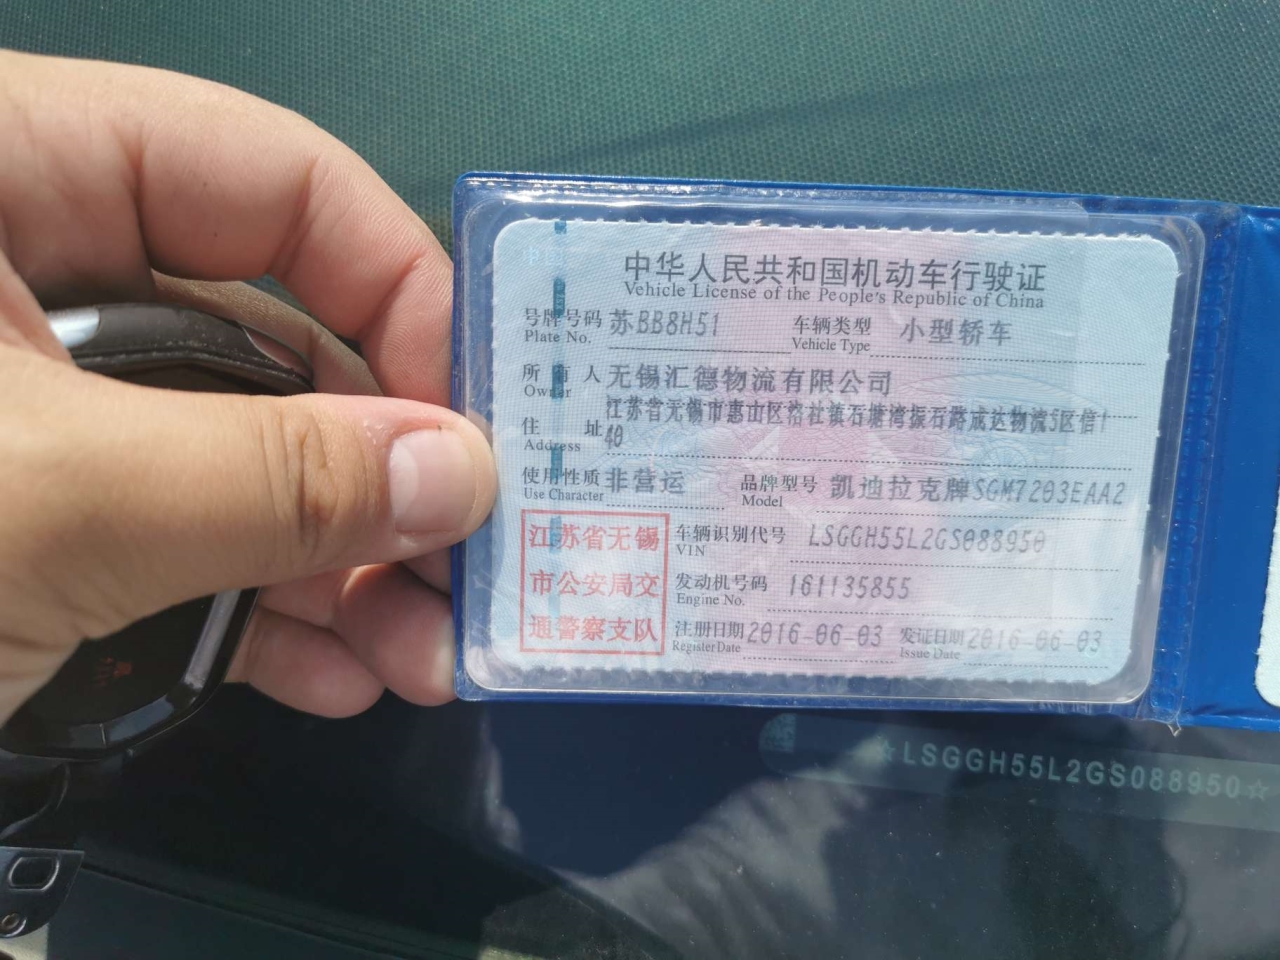 中华人民共和国机动车行驶证
Vehicle License of the People's Republic of China
号牌号码 苏BB8H51 车辆类型 小型轿车
Plate No. Vehicle Type
所有人 无锡汇德物流有限公司
Owner
江苏省无锡市惠山区洛社镇石塘湾振石路成达物流5区信1
住址 40
Address
使用性质 非营运 品牌型号 凯迪拉克牌SGM7203EAA2
Use Character Model
江苏省无锡 车辆识别代号 LSGGH55L2GS088950
VIN
市公安局交 发动机号码 161135855
Engine No.
通警察支队 注册日期 2016-06-03 发证日期 2016-06-03
Register Date Issue Date
☆LSGGH55L2GS088950☆